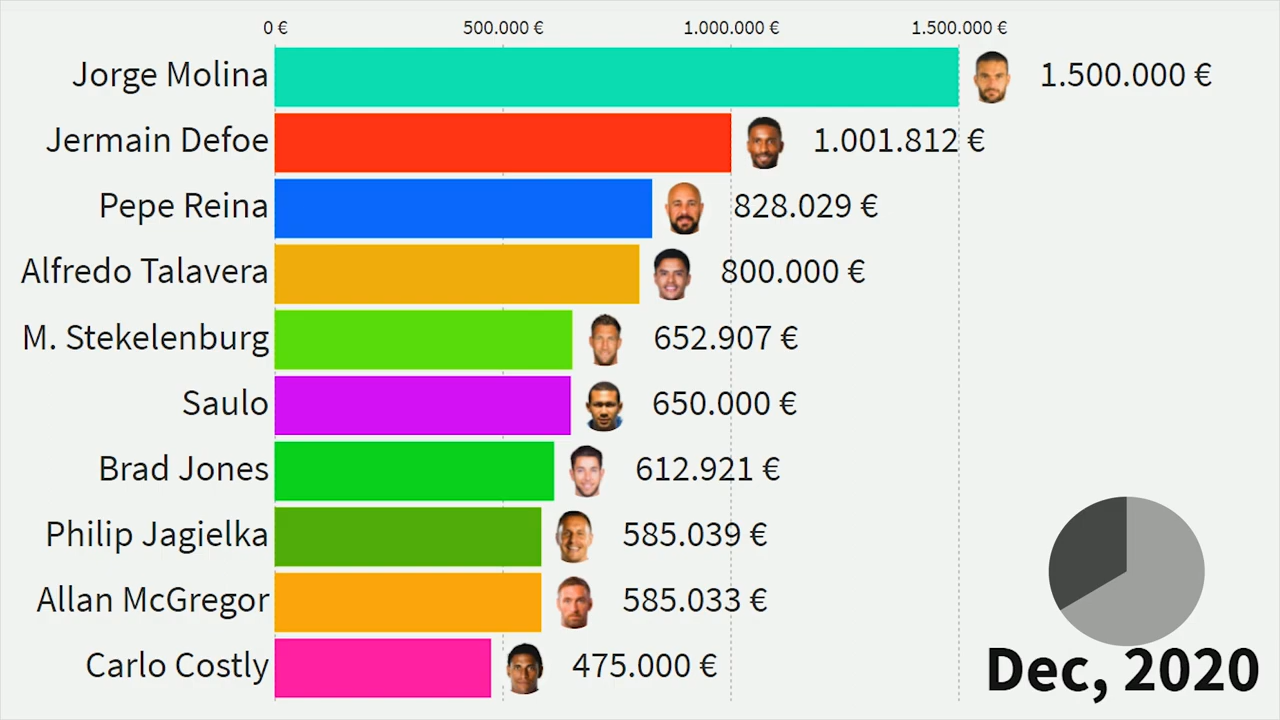 0 € 500.000 € 1.000.000 € 1.500.000 €
Jorge Molina 1.500.000 €
Jermain Defoe 1.001.812 €
Pepe Reina 828.029 €
Alfredo Talavera 800.000 €
M. Stekelenburg 652.907 €
Saulo 650.000 €
Brad Jones 612.921 €
Philip Jagielka 585.039 €
Allan McGregor 585.033 €
Carlo Costly 475.000 €
Dec, 2020